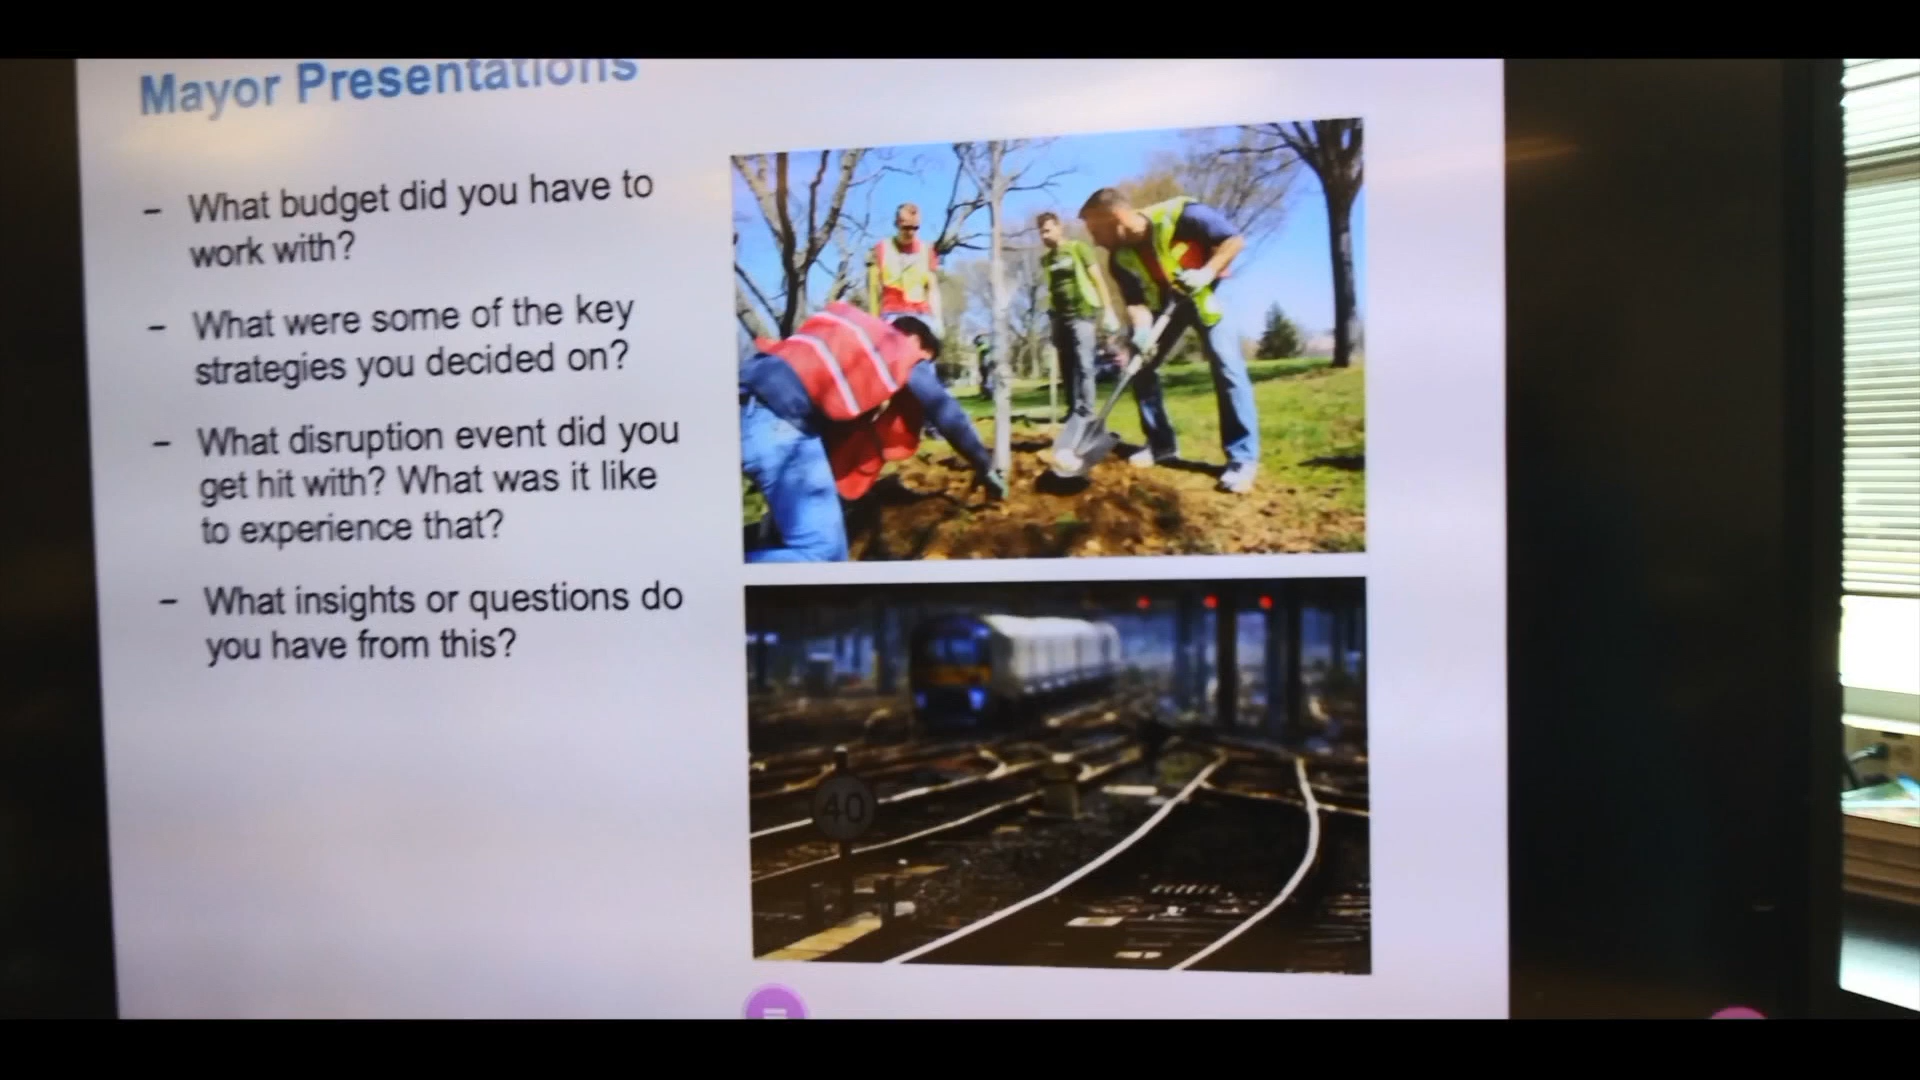 Mayor Presentations
– What budget did you have to
work with?
– What were some of the key
strategies you decided on?
– What disruption event did you
get hit with? What was it like
to experience that?
– What insights or questions do
you have from this?
40